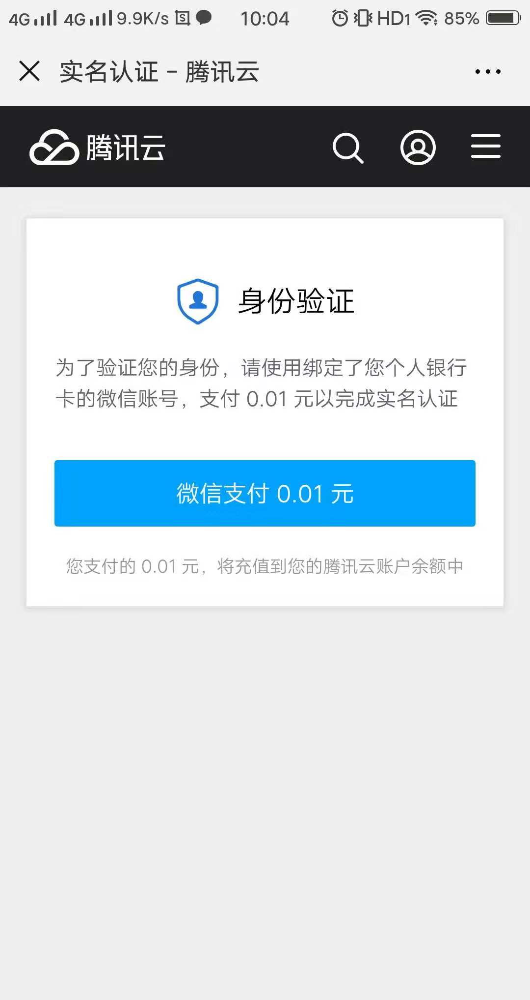 4G 4G 9.9K/s 10:04 HD1 85%
实名认证 - 腾讯云
腾讯云
身份验证
为了验证您的身份，请使用绑定了您个人银行
卡的微信账号，支付 0.01 元以完成实名认证
微信支付 0.01 元
您支付的 0.01 元，将充值到您的腾讯云账户余额中